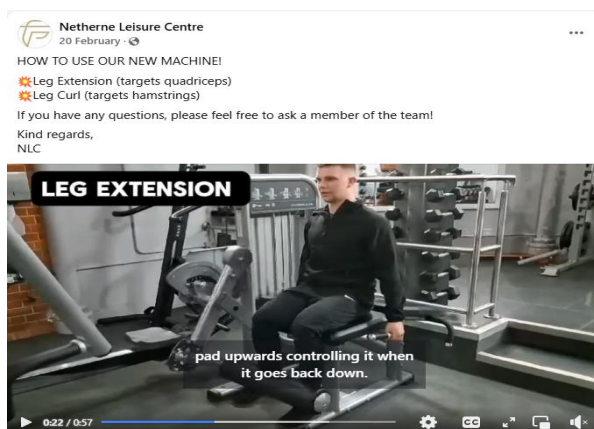 Netherne Leisure Centre
20 February ·
HOW TO USE OUR NEW MACHINE!
💥Leg Extension (targets quadriceps)
💥Leg Curl (targets hamstrings)
If you have any questions, please feel free to ask a member of the team!
Kind regards,
NLC
LEG EXTENSION
pad upwards controlling it when
it goes back down.
0:22 / 0:57
CC